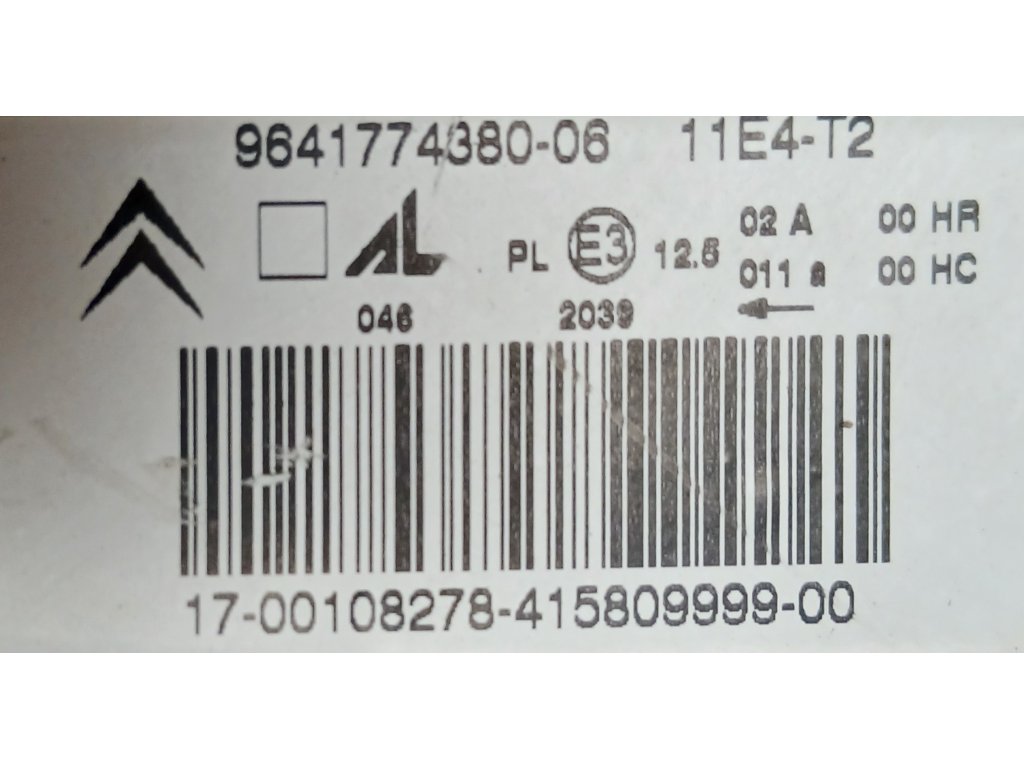 9641774380-06 11E4-T2
AL PL E3 12.5 02 A 00 HR
011 a 00 HC
046 2039
17-00108278-415809999-00